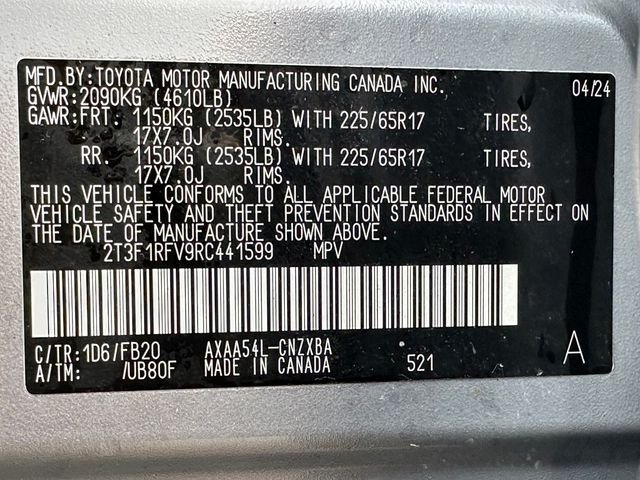 MFD.BY:TOYOTA MOTOR MANUFACTURING CANADA INC. 04/24
GVWR:2090KG (4610LB)
GAWR:FRT. 1150KG (2535LB) WITH 225/65R17 TIRES,
17X7.0J RIMS.
RR. 1150KG (2535LB) WITH 225/65R17 TIRES,
17X7.0J RIMS.
THIS VEHICLE CONFORMS TO ALL APPLICABLE FEDERAL MOTOR
VEHICLE SAFETY AND THEFT PREVENTION STANDARDS IN EFFECT ON
THE DATE OF MANUFACTURE SHOWN ABOVE.
2T3F1RFV9RC441599 MPV
C/TR:1D6/FB20 AXAA54L-CNZXBA A
A/TM: /UB80F MADE IN CANADA 521